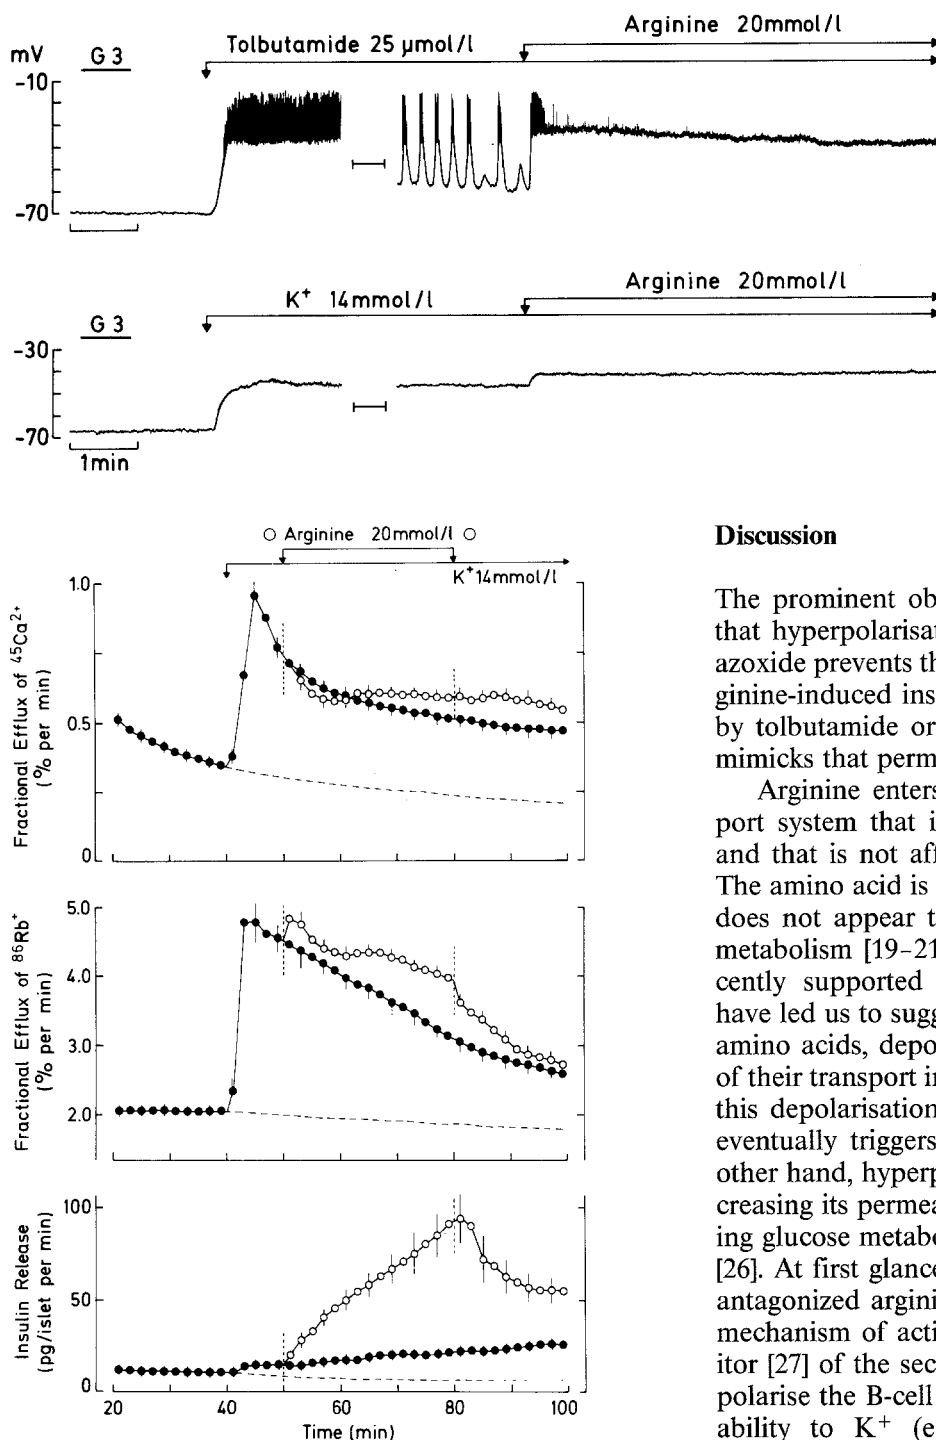 Arginine 20mmol/l
Tolbutamide 25 µmol/l
mV
G 3
-10
-70
Arginine 20mmol/l
K+ 14mmol/l
G 3
-30
-70
1min
○ Arginine 20mmol/l ○
K+14mmol/l
Fractional Efflux of 45Ca2+
(% per min)
1.0
0.5
0
Fractional Efflux of 86Rb+
(% per min)
5.0
4.0
3.0
2.0
Insulin Release
(pg/islet per min)
100
50
0
20 40 60 80 100
Time (min)
Discussion
The prominent ob
that hyperpolarisat
azoxide prevents th
ginine-induced ins
by tolbutamide or
mimicks that perm
Arginine enters
port system that i
and that is not aff
The amino acid is
does not appear t
metabolism [19–21
cently supported
have led us to sugg
amino acids, depo
of their transport in
this depolarisation
eventually triggers
other hand, hyperp
creasing its permea
ing glucose metabo
[26]. At first glance
antagonized argini
mechanism of acti
itor [27] of the sec
polarise the B-cell
ability to K+ (e